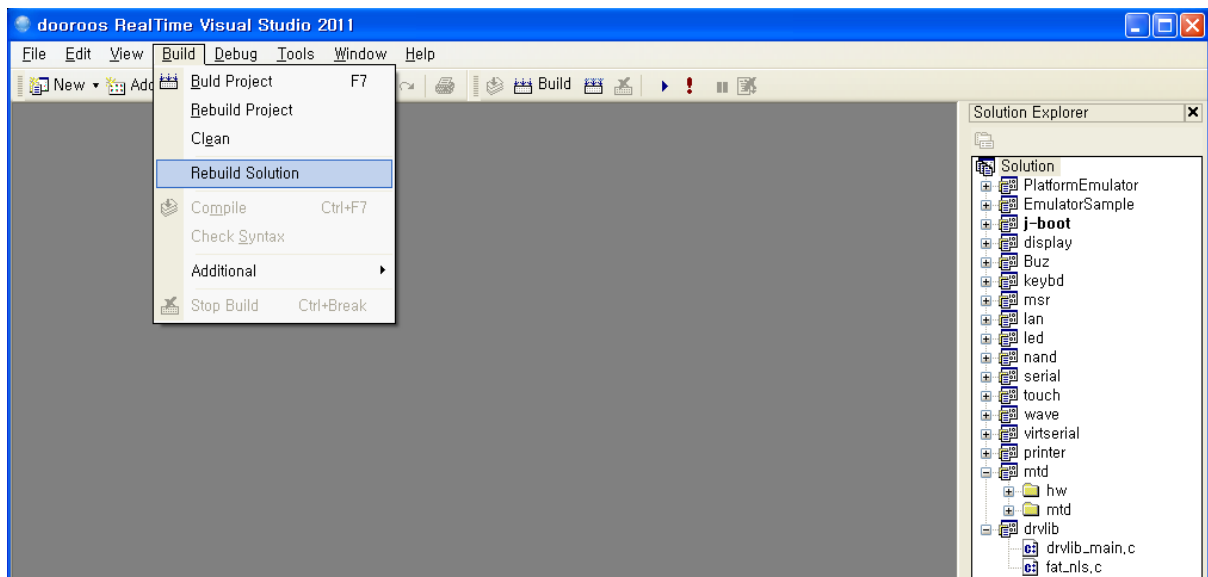 dooroos RealTime Visual Studio 2011
File Edit View Build Debug Tools Window Help
New Build
Buld Project F7
Rebuild Project
Clean
Rebuild Solution
Compile Ctrl+F7
Check Syntax
Additional
Stop Build Ctrl+Break
Solution Explorer
Solution
PlatformEmulator
EmulatorSample
j-boot
display
Buz
keybd
msr
lan
led
nand
serial
touch
wave
virtserial
printer
mtd
hw
mtd
drvlib
drvlib_main.c
fat_nls.c